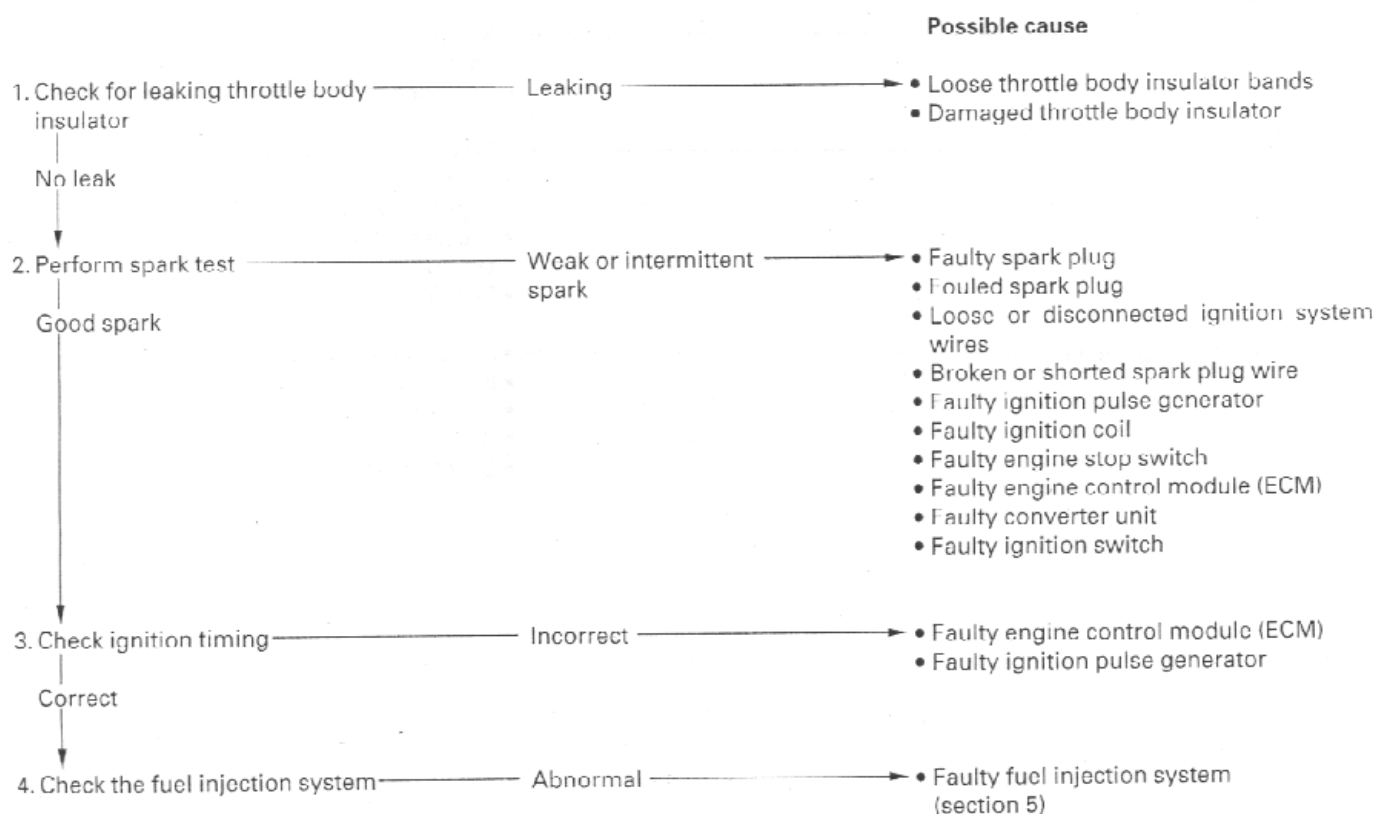 Possible cause
1. Check for leaking throttle body
insulator
Leaking
• Loose throttle body insulator bands
• Damaged throttle body insulator
No leak
2. Perform spark test
Weak or intermittent
spark
• Faulty spark plug
• Fouled spark plug
• Loose or disconnected ignition system
wires
• Broken or shorted spark plug wire
• Faulty ignition pulse generator
• Faulty ignition coil
• Faulty engine stop switch
• Faulty engine control module (ECM)
• Faulty converter unit
• Faulty ignition switch
Good spark
3. Check ignition timing
Incorrect
• Faulty engine control module (ECM)
• Faulty ignition pulse generator
Correct
4. Check the fuel injection system
Abnormal
• Faulty fuel injection system
(section 5)